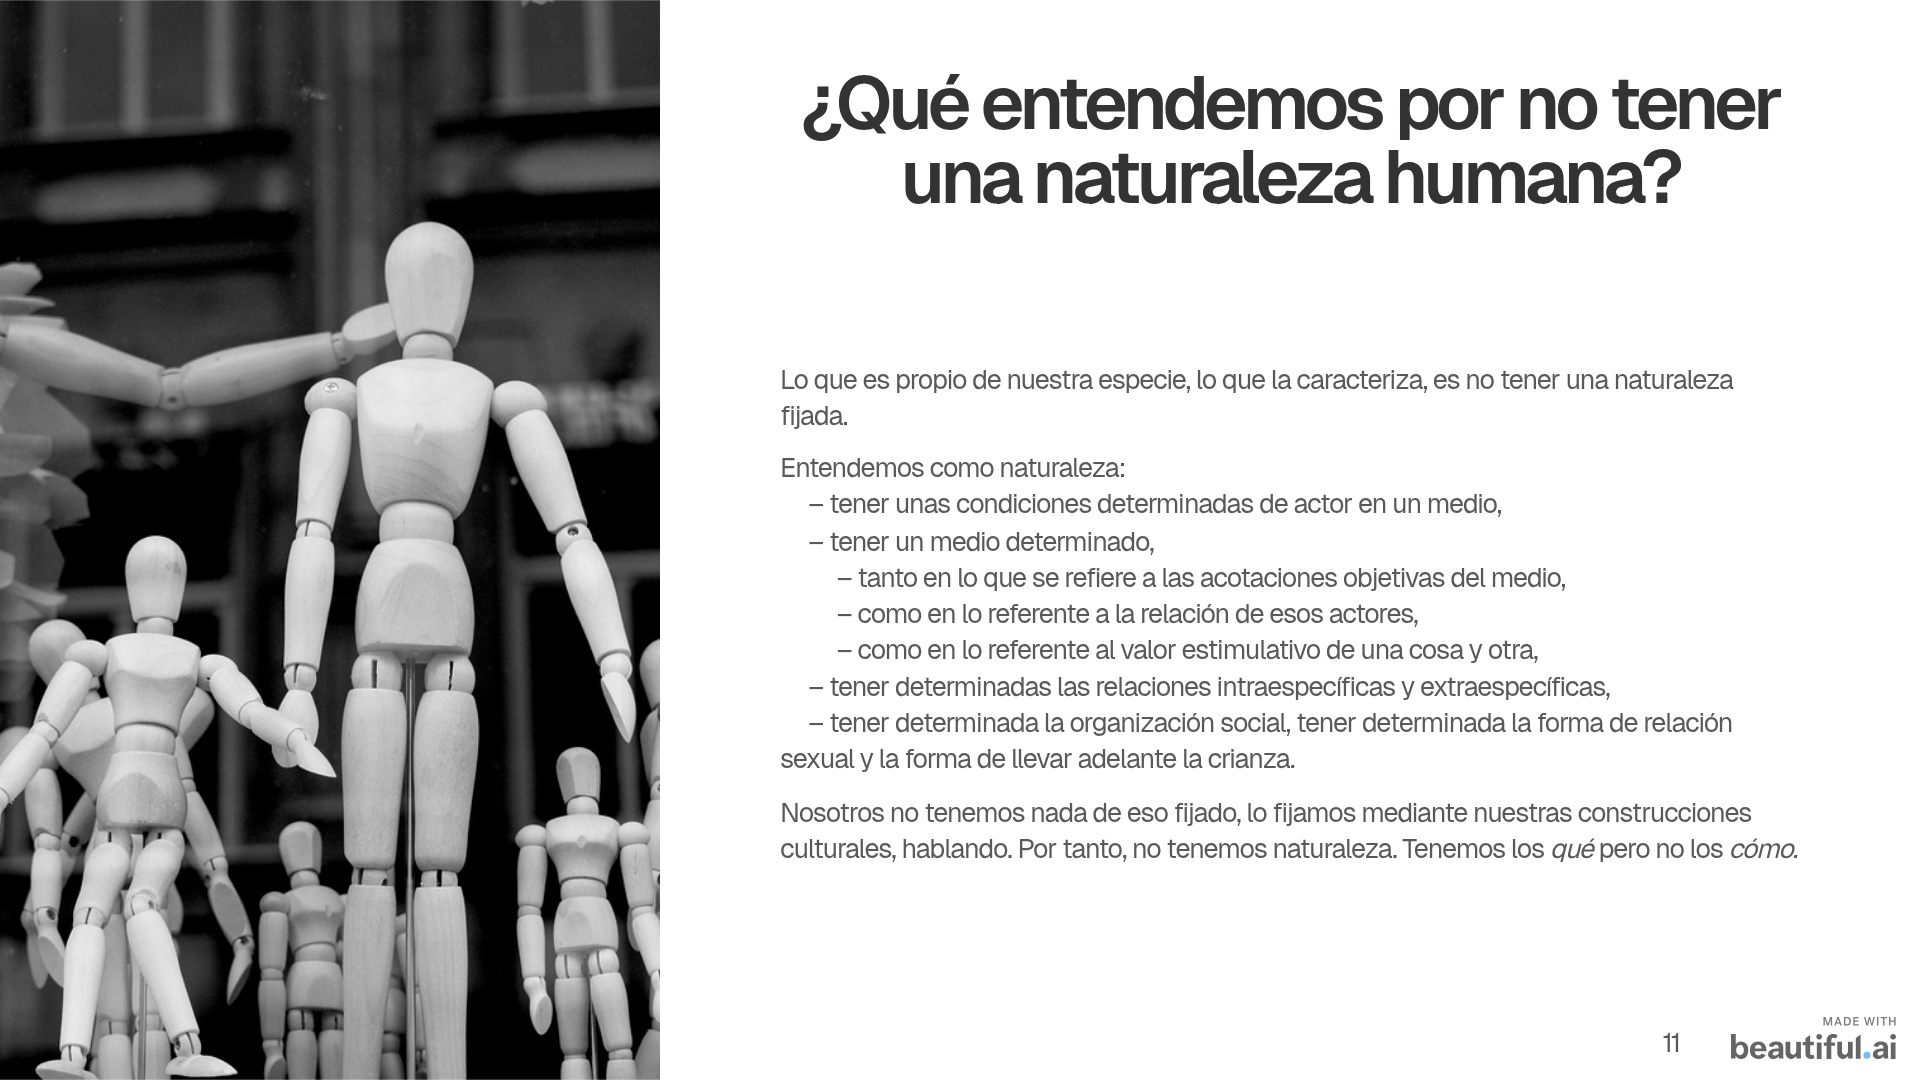 ¿Qué entendemos por no tener
una naturaleza humana?
Lo que es propio de nuestra especie, lo que la caracteriza, es no tener una naturaleza
fijada.
Entendemos como naturaleza:
– tener unas condiciones determinadas de actor en un medio,
– tener un medio determinado,
– tanto en lo que se refiere a las acotaciones objetivas del medio,
– como en lo referente a la relación de esos actores,
– como en lo referente al valor estimulativo de una cosa y otra,
– tener determinadas las relaciones intraespecíficas y extraespecíficas,
– tener determinada la organización social, tener determinada la forma de relación
sexual y la forma de llevar adelante la crianza.
Nosotros no tenemos nada de eso fijado, lo fijamos mediante nuestras construcciones
culturales, hablando. Por tanto, no tenemos naturaleza. Tenemos los qué pero no los cómo.
11
MADE WITH
beautiful.ai